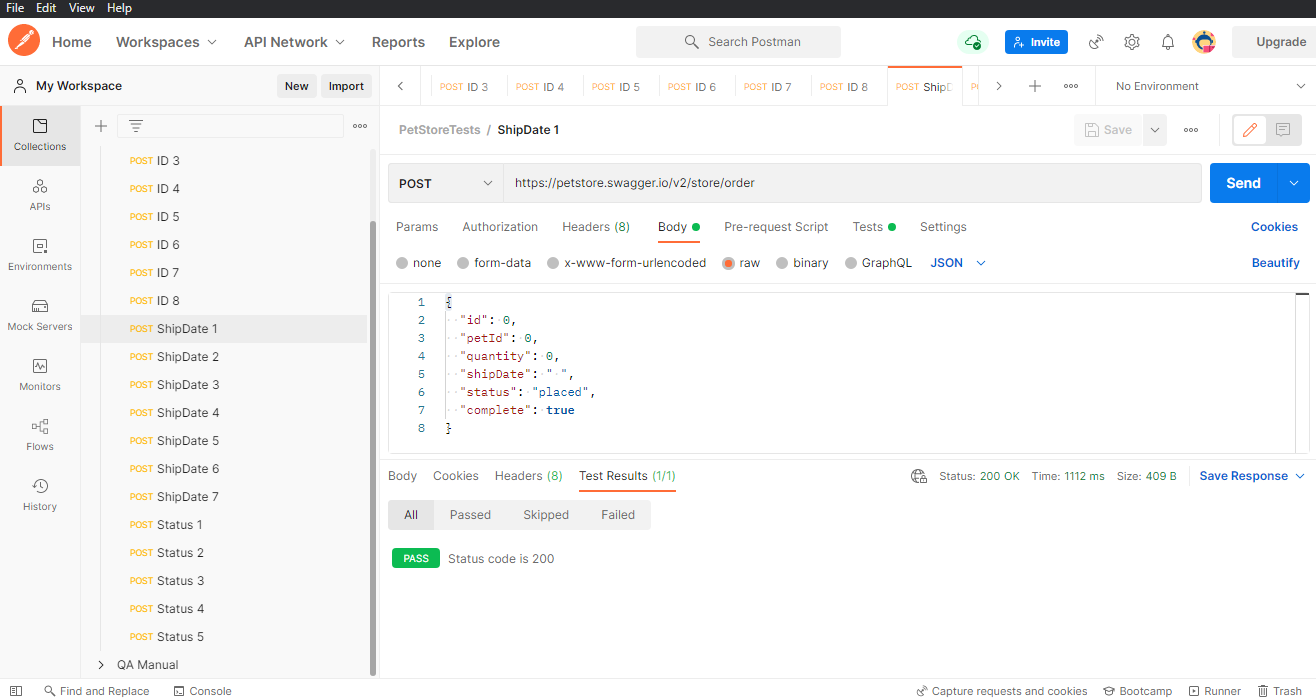 File Edit View Help
Home Workspaces API Network Reports Explore Search Postman Invite Upgrade
My Workspace New Import POST ID 3 POST ID 4 POST ID 5 POST ID 6 POST ID 7 POST ID 8 POST ShipD No Environment
Collections
APIs
Environments
Mock Servers
Monitors
Flows
History
POST ID 3
POST ID 4
POST ID 5
POST ID 6
POST ID 7
POST ID 8
POST ShipDate 1
POST ShipDate 2
POST ShipDate 3
POST ShipDate 4
POST ShipDate 5
POST ShipDate 6
POST ShipDate 7
POST Status 1
POST Status 2
POST Status 3
POST Status 4
POST Status 5
QA Manual
PetStoreTests / ShipDate 1 Save
POST https://petstore.swagger.io/v2/store/order Send
Params Authorization Headers (8) Body Pre-request Script Tests Settings Cookies
none form-data x-www-form-urlencoded raw binary GraphQL JSON Beautify
1 {
2 "id": 0,
3 "petId": 0,
4 "quantity": 0,
5 "shipDate": " ",
6 "status": "placed",
7 "complete": true
8 }
Body Cookies Headers (8) Test Results (1/1) Status: 200 OK Time: 1112 ms Size: 409 B Save Response
All Passed Skipped Failed
PASS Status code is 200
Find and Replace Console Capture requests and cookies Bootcamp Runner Trash